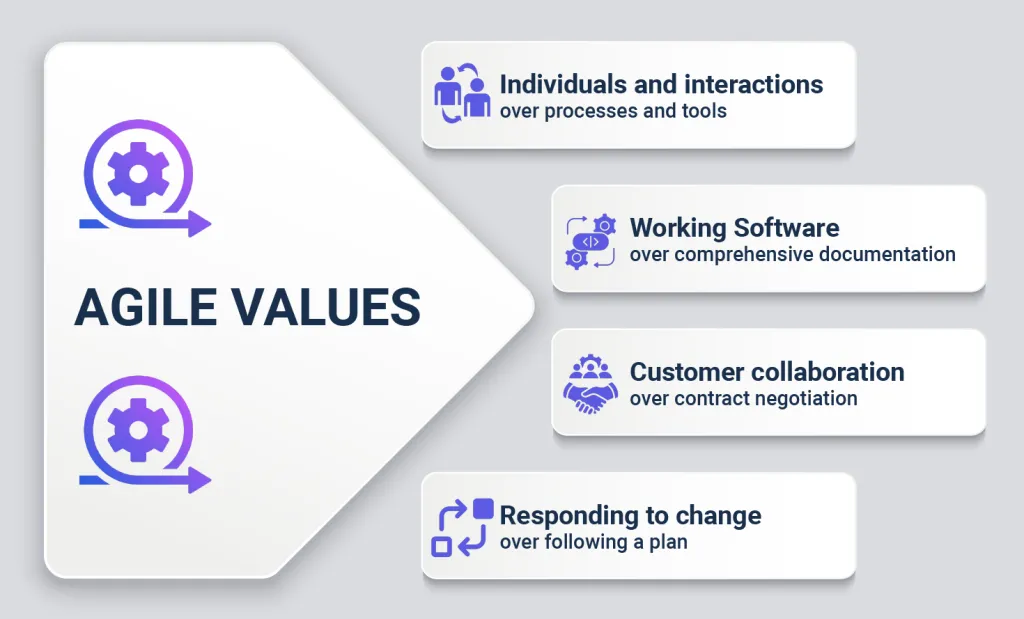 AGILE VALUES
Individuals and interactions
over processes and tools
Working Software
over comprehensive documentation
Customer collaboration
over contract negotiation
Responding to change
over following a plan